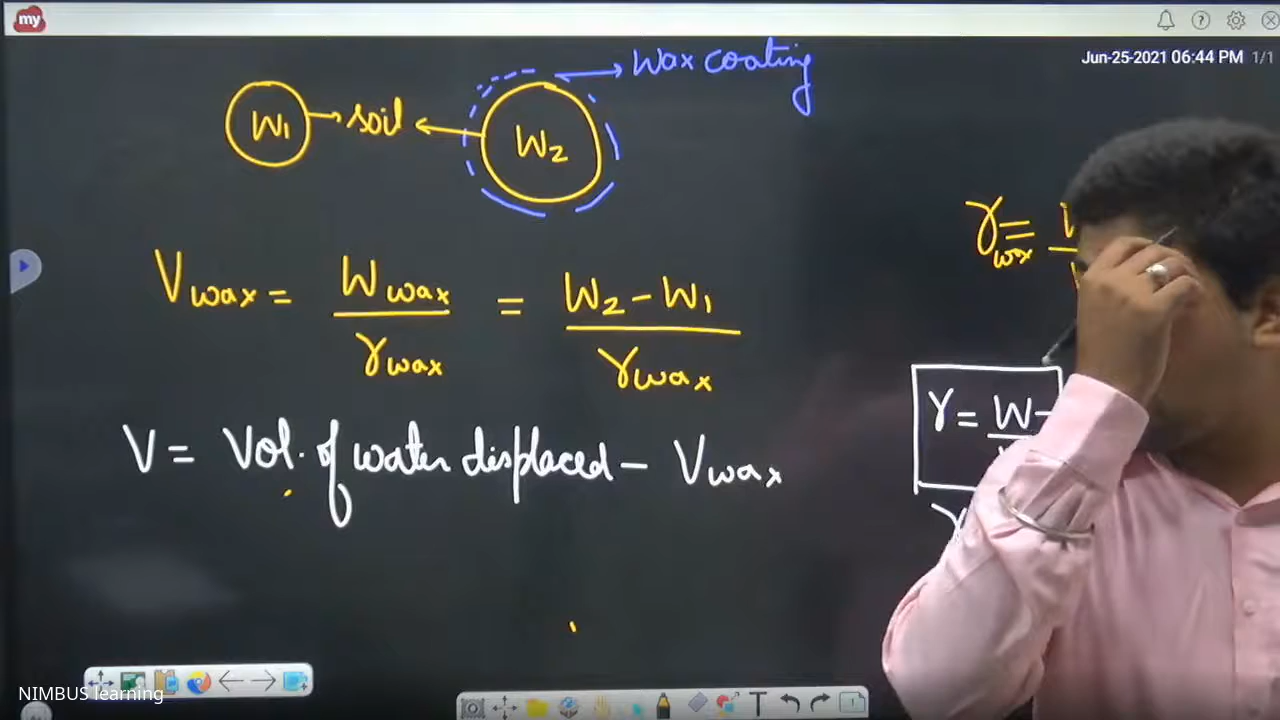 my
Jun-25-2021 06:44 PM 1/1
Wax coating
W1 → soil ← W2
γwax =
Vwax = Wwax / γwax = W2 - W1 / γwax
γ = W
V = Vol. of water displaced - Vwax
NIMBUS learning